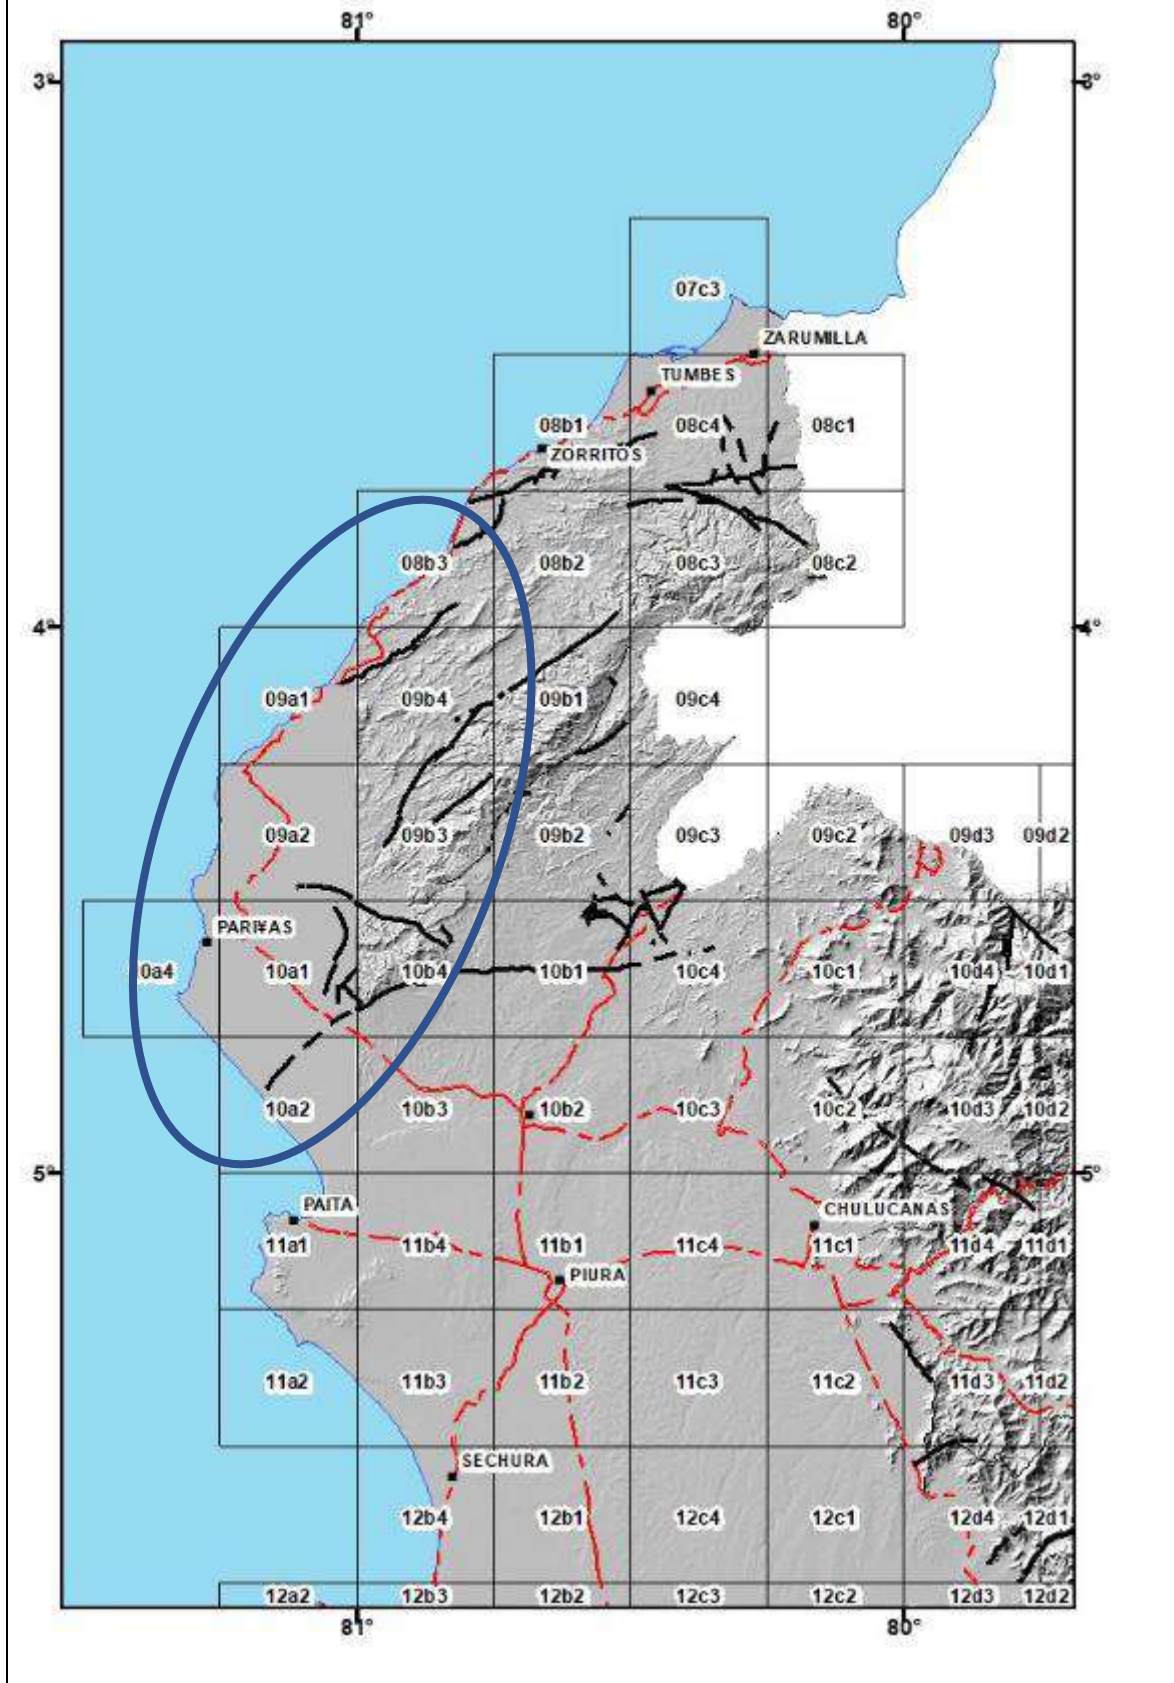 81° 80°
3° 3°
07c3
ZARUMILLA
TUMBES
08b1 08c4 08c1
ZORRITOS
08b3 08b2 08c3 08c2
4° 4°
09a1 09b4 09b1 09c4
09a2 09b3 09b2 09c3 09c2 09d3 09d2
PARI¥AS
10a4 10a1 10b4 10b1 10c4 10c1 10d4 10d1
10a2 10b3 10b2 10c3 10c2 10d3 10d2
5° 5°
PAITA CHULUCANAS
11a1 11b4 11b1 11c4 11c1 11d4 11d1
PIURA
11a2 11b3 11b2 11c3 11c2 11d3 11d2
SECHURA
12b4 12b1 12c4 12c1 12d4 12d1
12a2 12b3 12b2 12c3 12c2 12d3 12d2
81° 80°